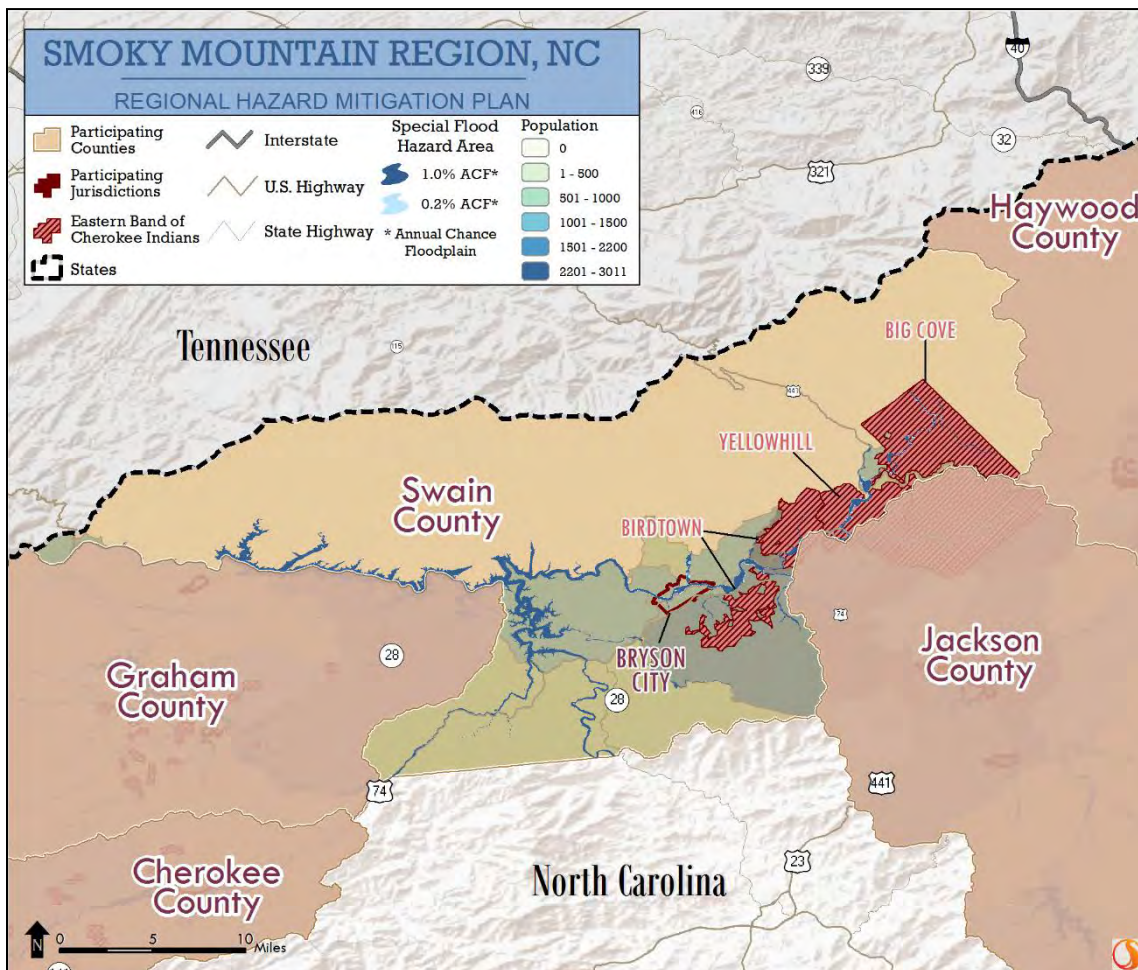 SMOKY MOUNTAIN REGION, NC
REGIONAL HAZARD MITIGATION PLAN
Participating
Counties
Participating
Jurisdictions
Eastern Band of
Cherokee Indians
States
Interstate
U.S. Highway
State Highway
Special Flood
Hazard Area
1.0% ACF*
0.2% ACF*
* Annual Chance
Floodplain
Population
0
1 - 500
501 - 1000
1001 - 1500
1501 - 2200
2201 - 3011
40
339
416
32
321
Haywood
County
Tennessee
115
BIG COVE
441
YELLOWHILL
Swain
County
BIRDTOWN
74
BRYSON
CITY
Jackson
County
28
Graham
County
28
74
441
23
Cherokee
County
North Carolina
N
0 5 10
Miles